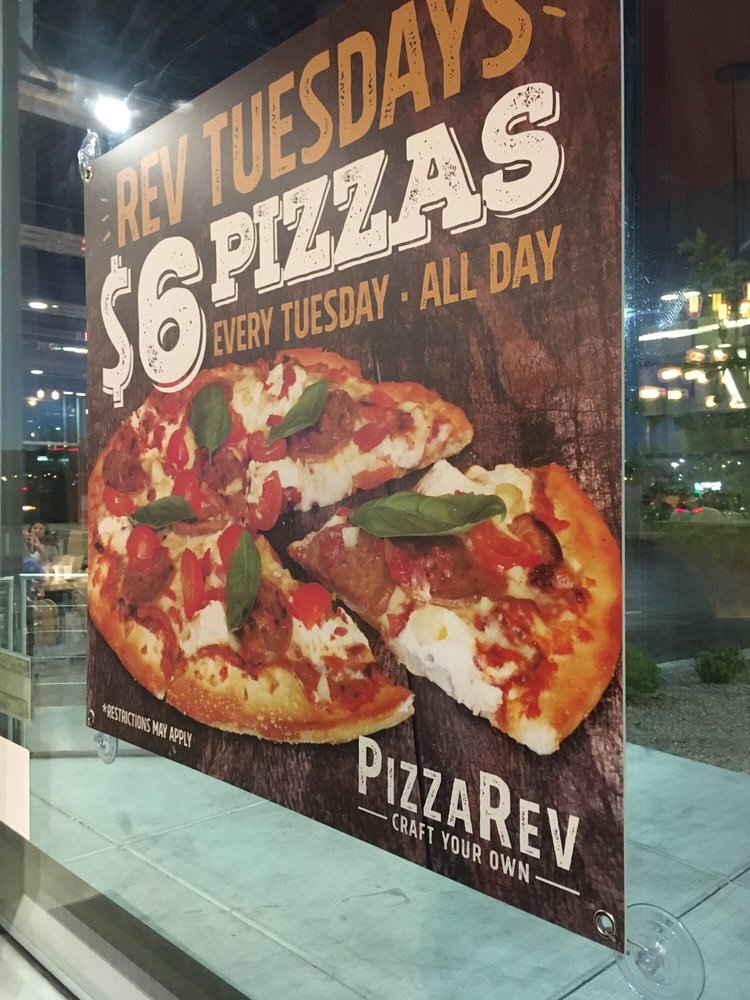 REV TUESDAYS
$6 PIZZAS
EVERY TUESDAY · ALL DAY
*RESTRICTIONS MAY APPLY
PIZZAREV
CRAFT YOUR OWN